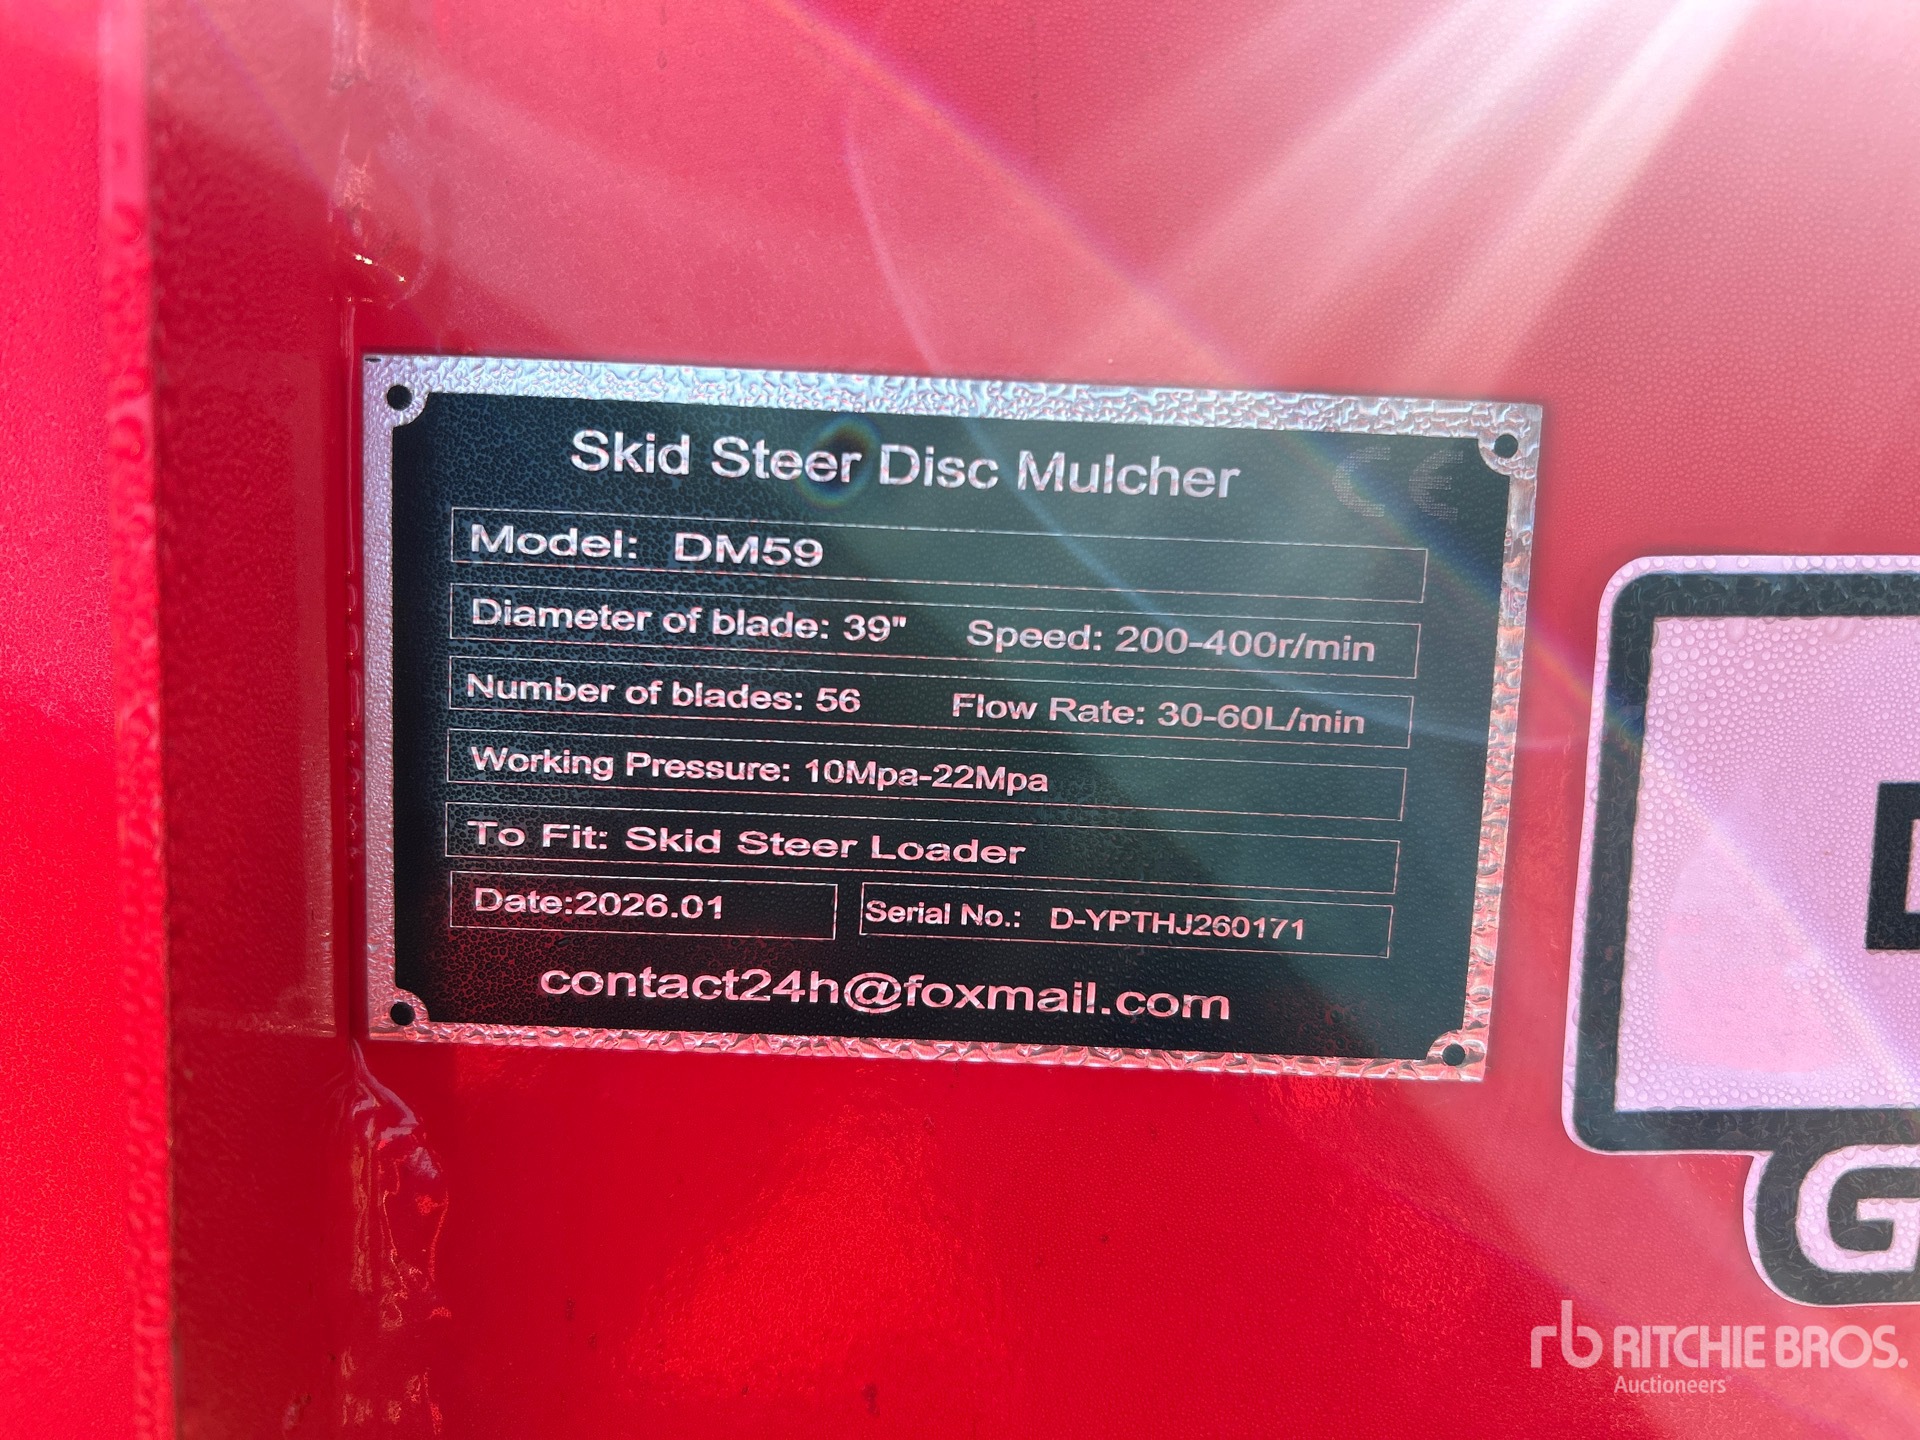 Skid Steer Disc Mulcher CE
Model: DM59
Diameter of blade: 39" Speed: 200-400r/min
Number of blades: 56 Flow Rate: 30-60L/min
Working Pressure: 10Mpa-22Mpa
To Fit: Skid Steer Loader
Date:2026.01 Serial No.: D-YPTHJ260171
contact24h@foxmail.com
G
rb RITCHIE BROS.
Auctioneers